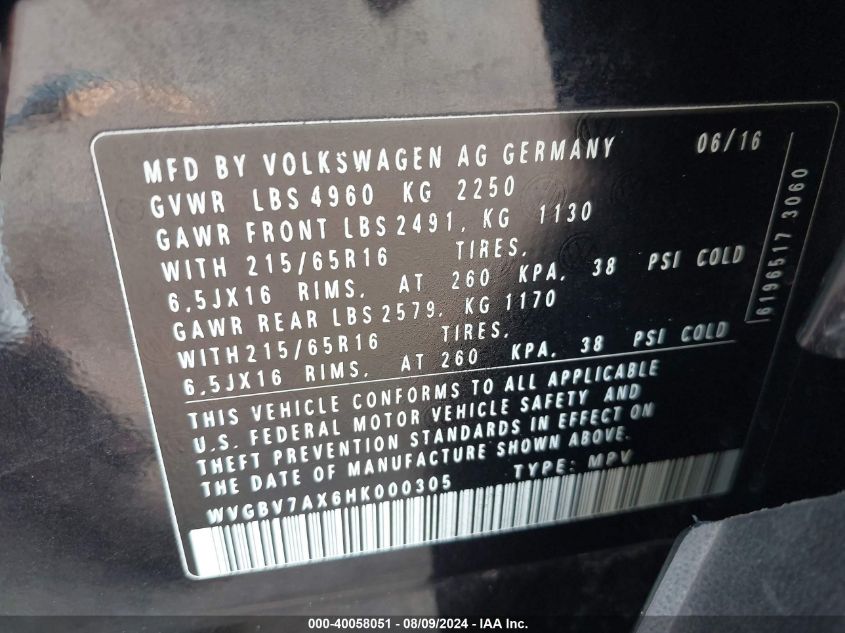 MFD BY VOLKSWAGEN AG GERMANY 06/16
GVWR LBS 4960 KG 2250
GAWR FRONT LBS 2491, KG 1130
WITH 215/65R16 TIRES,
6.5JX16 RIMS, AT 260 KPA, 38 PSI COLD
GAWR REAR LBS 2579, KG 1170
WITH 215/65R16 TIRES,
6.5JX16 RIMS, AT 260 KPA, 38 PSI COLD
THIS VEHICLE CONFORMS TO ALL APPLICABLE
U.S. FEDERAL MOTOR VEHICLE SAFETY AND
THEFT PREVENTION STANDARDS IN EFFECT ON
THE DATE OF MANUFACTURE SHOWN ABOVE.
WVGBV7AX6HK000305 TYPE: MPV
6196517 3060
000-40058051 - 08/09/2024 - IAA Inc.